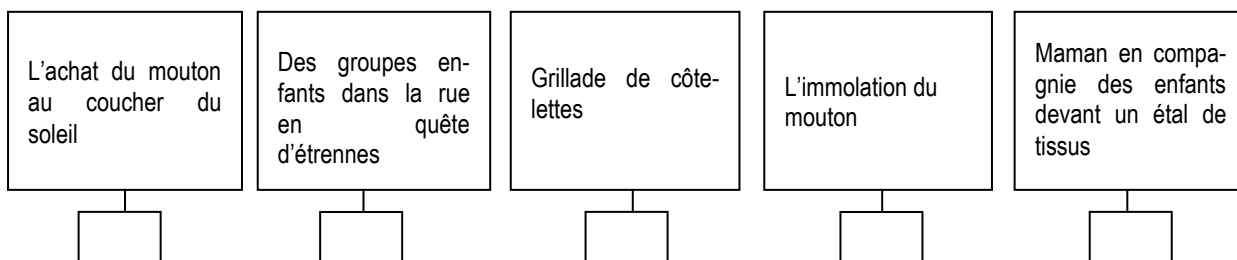 L'achat du mouton
au coucher du
soleil
Des groupes en-
fants dans la rue
en quête
d'étrennes
Grillade de côte-
lettes
L'immolation du
mouton
Maman en compa-
gnie des enfants
devant un étal de
tissus